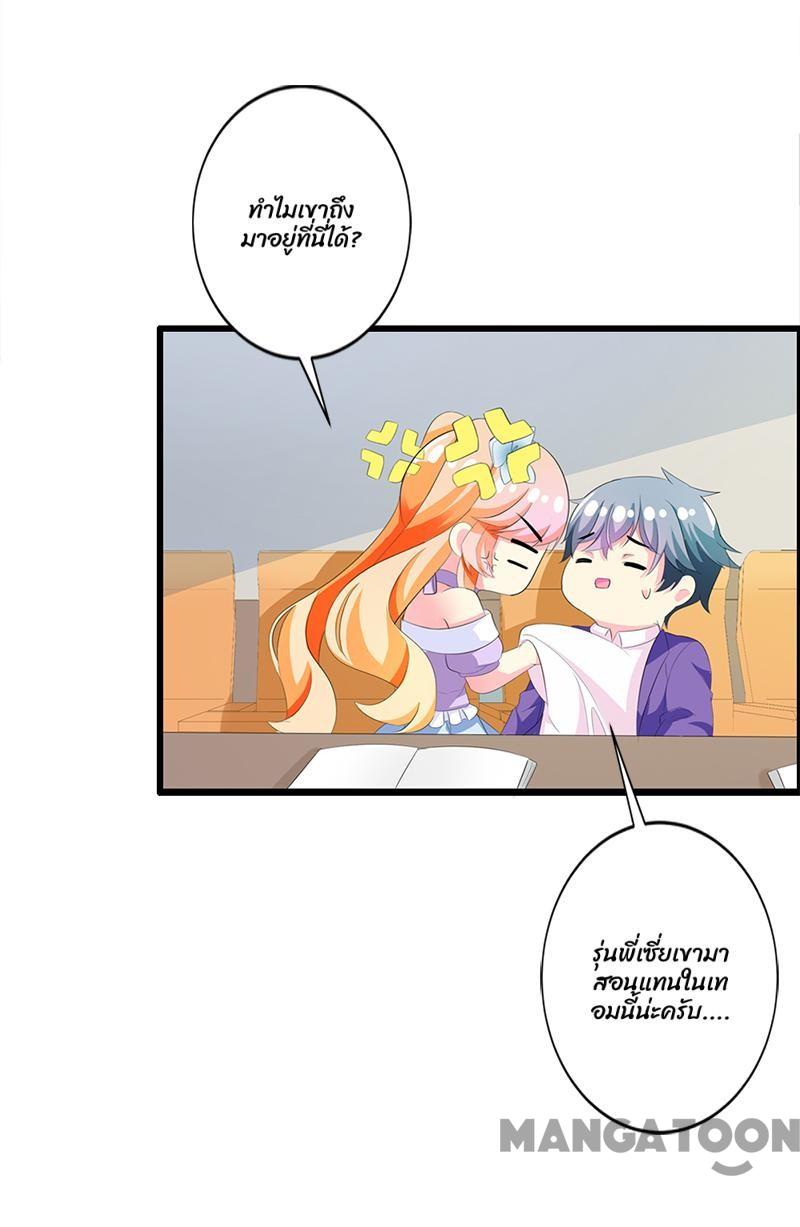 ทำไมเขาถึง
มาอยู่ที่นี่ได้?
รุ่นพี่เซี่ยเขามา
สอนแทนในเท
อมนี้น่ะครับ....
MANGATOON